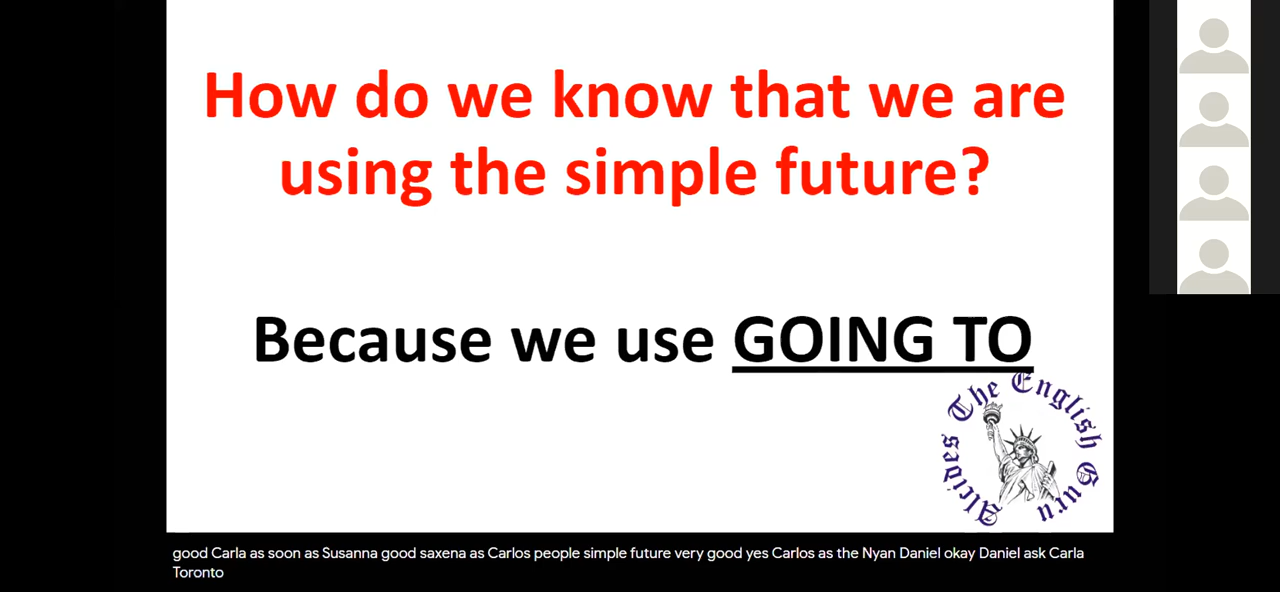 How do we know that we are
using the simple future?
Because we use GOING TO
Alcides The English Guru
good Carla as soon as Susanna good saxena as Carlos people simple future very good yes Carlos as the Nyan Daniel okay Daniel ask Carla
Toronto